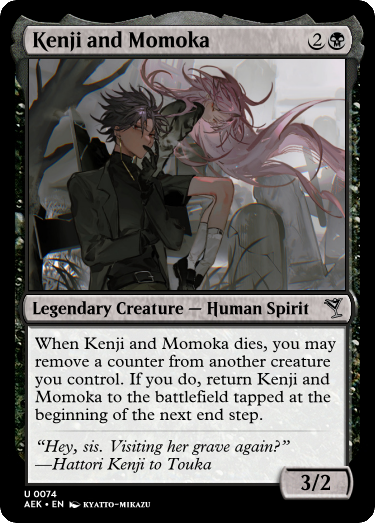 Kenji and Momoka 2
Legendary Creature — Human Spirit
When Kenji and Momoka dies, you may
remove a counter from another creature
you control. If you do, return Kenji and
Momoka to the battlefield tapped at the
beginning of the next end step.
“Hey, sis. Visiting her grave again?”
—Hattori Kenji to Touka
3/2
U 0074
AEK • EN KYATTO-MIKAZU